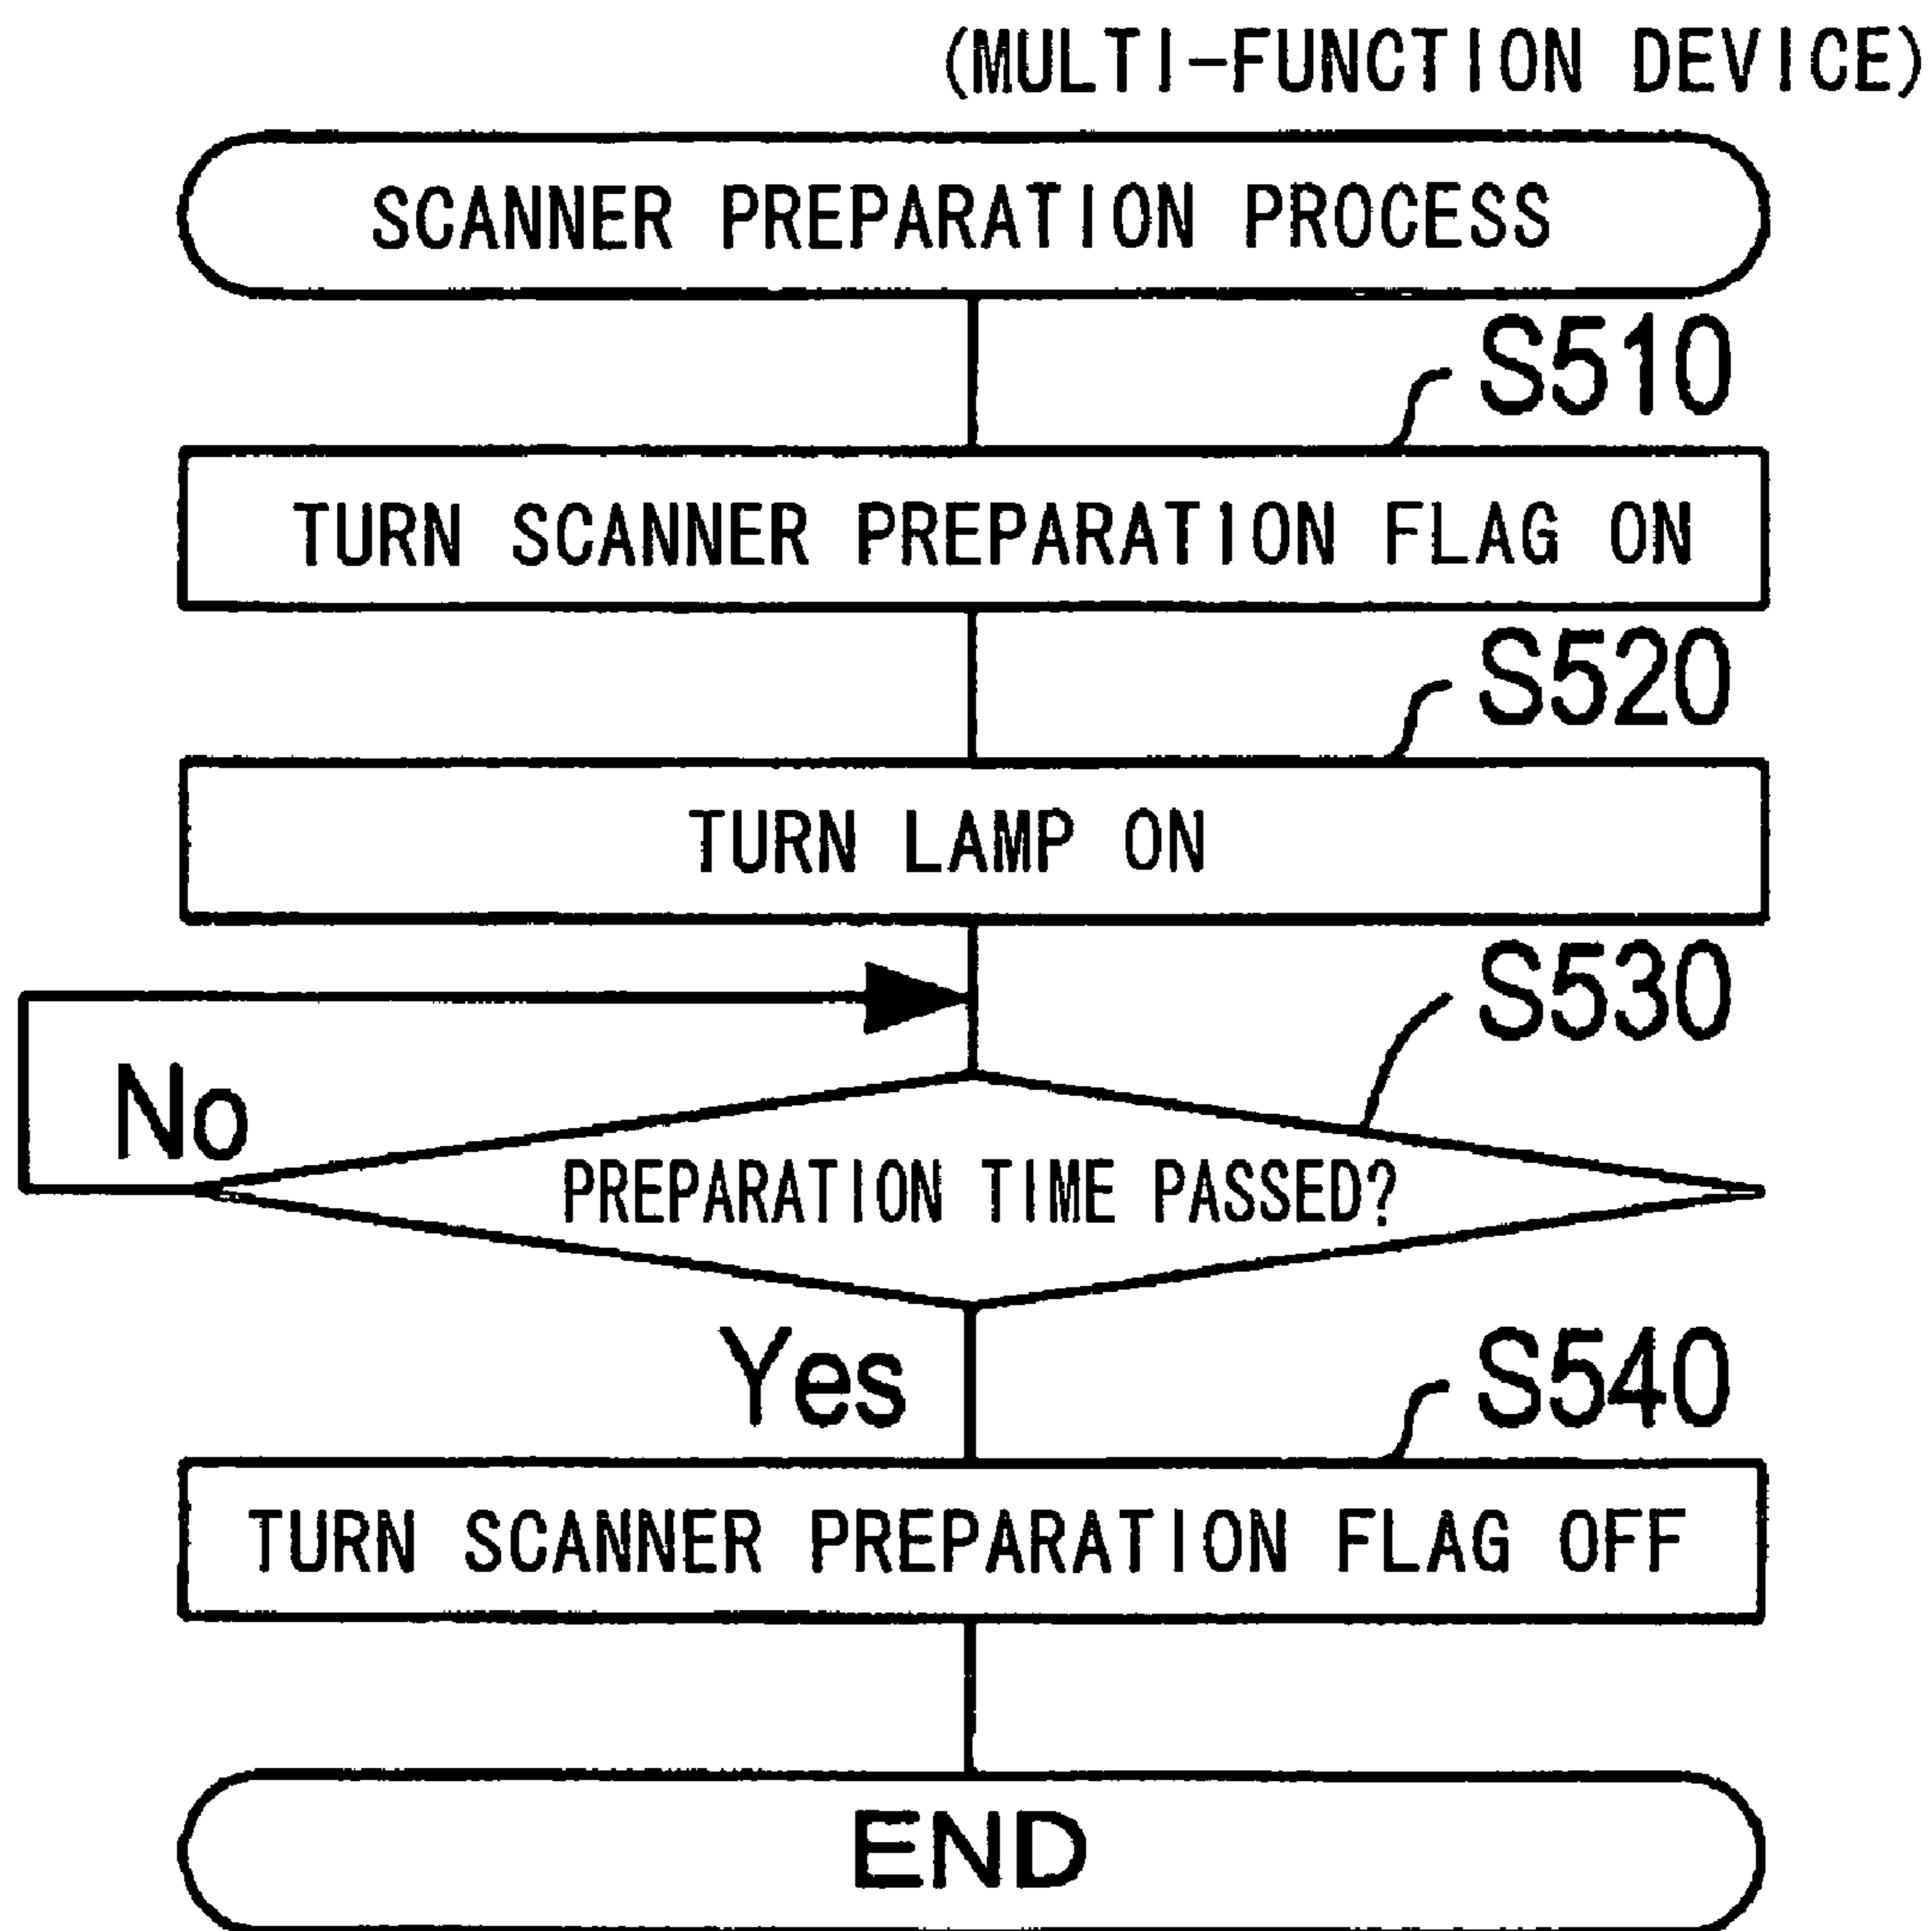 (MULTI-FUNCTION DEVICE)
SCANNER PREPARATION PROCESS
S510
TURN SCANNER PREPARATION FLAG ON
S520
TURN LAMP ON
S530
No
PREPARATION TIME PASSED?
Yes
S540
TURN SCANNER PREPARATION FLAG OFF
END